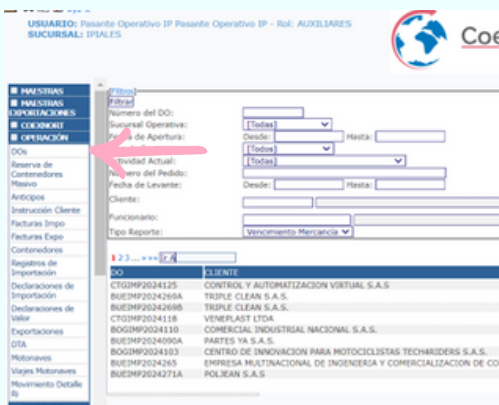 USUARIO: Pasante Operativo IP Pasante Operativo IP - Rol: AUXILIARES
SUCURSAL: IPIALES
Coe
MAESTRAS
MAESTRAS
EXPORTACIONES
COEXNORT
OPERACIÓN
DOs
Reserva de
Contenedores
Masivo
Anticipos
Instrucción Cliente
Facturas Impo
Facturas Expo
Contenedores
Registros de
Importación
Declaraciones de
Importación
Declaraciones de
Valor
Exportaciones
DTA
Motonaves
Viajes Motonaves
Movimiento Detalle
Filtros
Filtrar
Número del DO:
Sucursal Operativa: [Todas]
de Apertura: Desde: Hasta:
[Todos]
Actividad Actual: [Todas]
Número del Pedido:
Fecha de Levante: Desde: Hasta:
Cliente:
Funcionario:
Tipo Reporte: Vencimiento Mercancía
1 2 3 ... » »» Ir A
DO CLIENTE
CTGIMP2024125 CONTROL Y AUTOMATIZACION VIRTUAL S.A.S
BUEIMP2024269A TRIPLE CLEAN S.A.S.
BUEIMP2024269B TRIPLE CLEAN S.A.S.
CTGIMP2024118 VENEPLAST LTDA
BOGIMP2024110 COMERCIAL INDUSTRIAL NACIONAL S.A.S.
BUEIMP2024090A PARTES YA S.A.S.
BOGIMP2024103 CENTRO DE INNOVACION PARA MOTOCICLISTAS TECH4RIDERS S.A.S.
BUEIMP2024265 EMPRESA MULTINACIONAL DE INGENIERIA Y COMERCIALIZACION DE CO
BUEIMP2024271A POLJEAN S.A.S